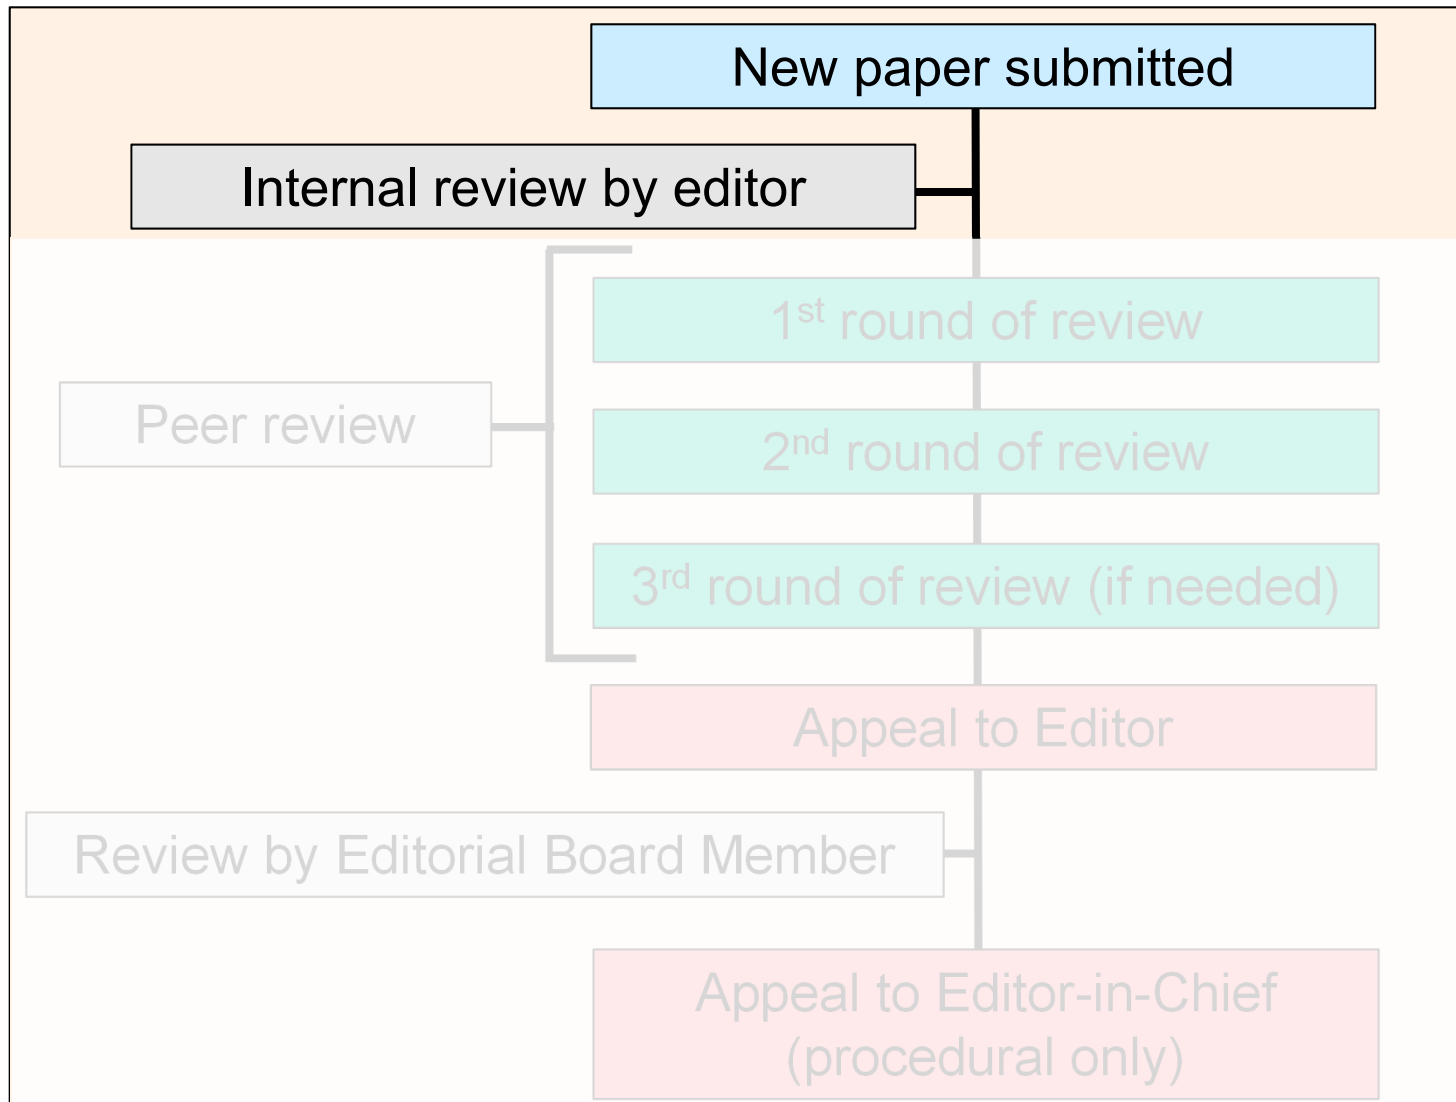 New paper submitted
Internal review by editor
1st round of review
Peer review
2nd round of review
3rd round of review (if needed)
Appeal to Editor
Review by Editorial Board Member
Appeal to Editor-in-Chief
(procedural only)